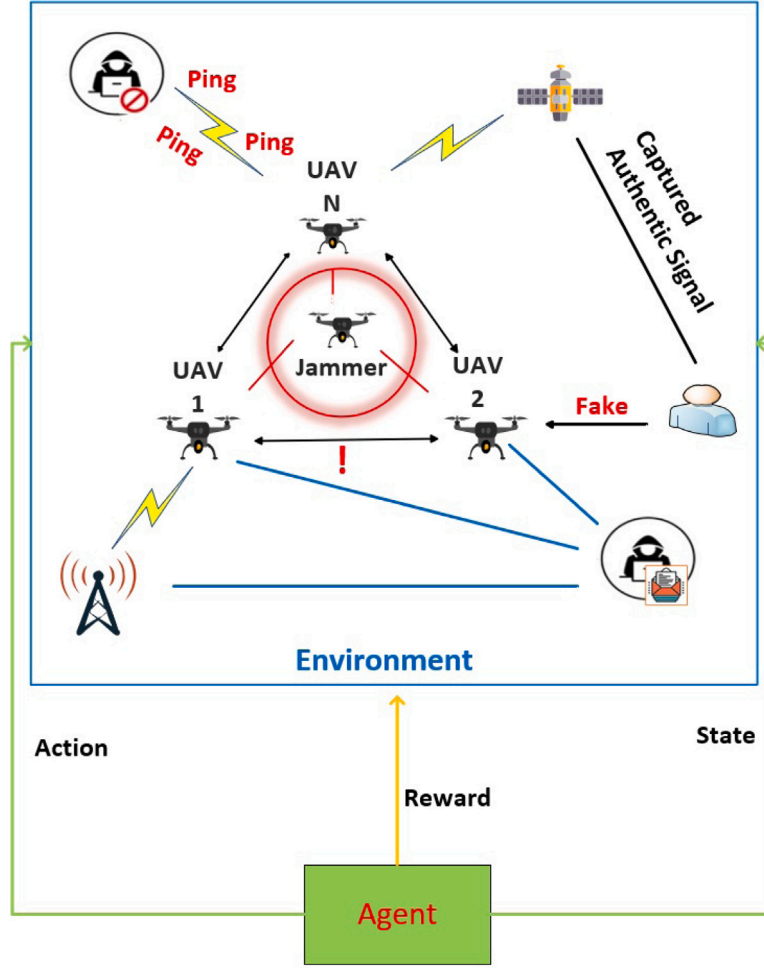 Ping
Ping
Ping
UAV
N
Captured
Authentic Signal
Jammer
UAV
1
UAV
2
Fake
!
Environment
Action
State
Reward
Agent